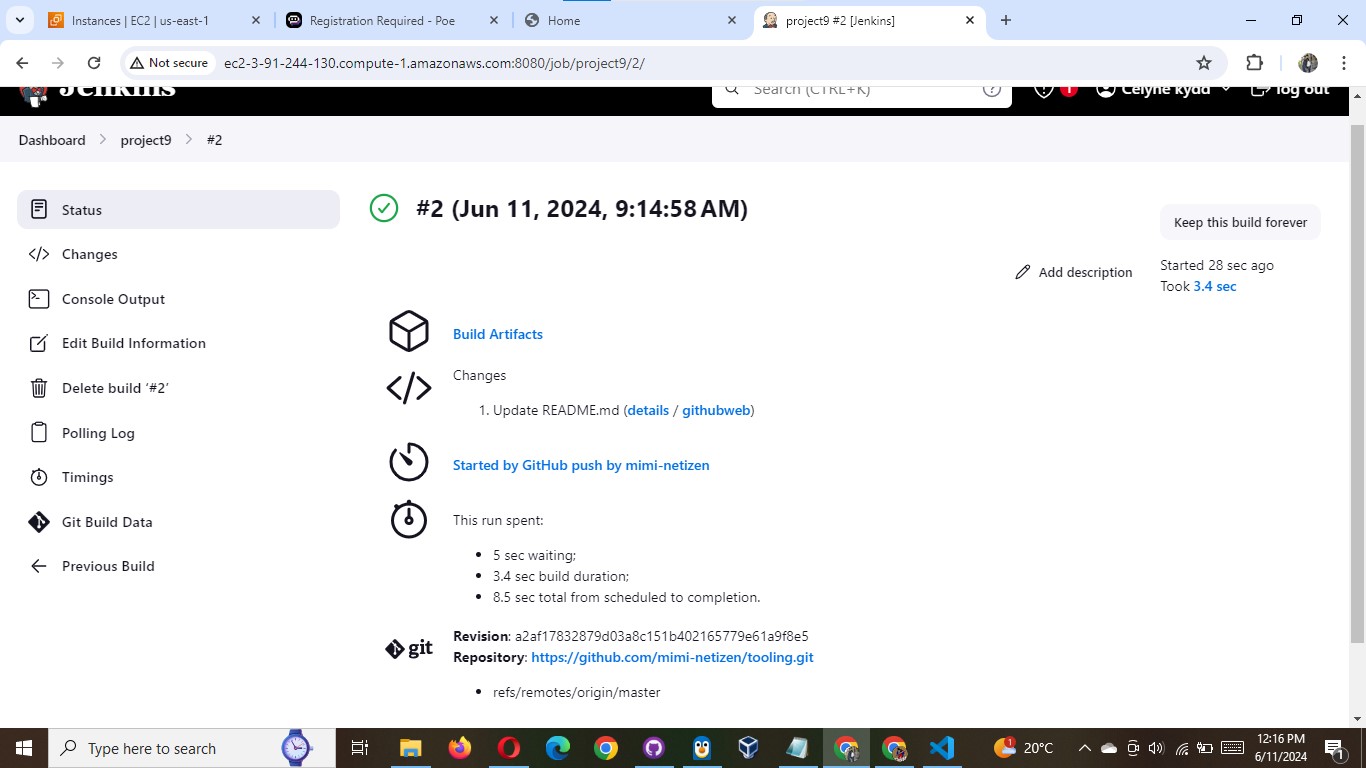 Instances | EC2 | us-east-1
Registration Required - Poe
Home
project9 #2 [Jenkins]
Not secure
ec2-3-91-244-130.compute-1.amazonaws.com:8080/job/project9/2/
Jenkins
Search (CTRL+K)
?
1
Celyne kydd
log out
Dashboard
project9
#2
Status
Changes
Console Output
Edit Build Information
Delete build ‘#2’
Polling Log
Timings
Git Build Data
Previous Build
#2 (Jun 11, 2024, 9:14:58 AM)
Keep this build forever
Add description
Started 28 sec ago
Took 3.4 sec
Build Artifacts
Changes
1. Update README.md (details / githubweb)
Started by GitHub push by mimi-netizen
This run spent:
5 sec waiting;
3.4 sec build duration;
8.5 sec total from scheduled to completion.
git
Revision: a2af17832879d03a8c151b402165779e61a9f8e5
Repository: https://github.com/mimi-netizen/tooling.git
refs/remotes/origin/master
Type here to search
1
20°C
12:16 PM
6/11/2024
1